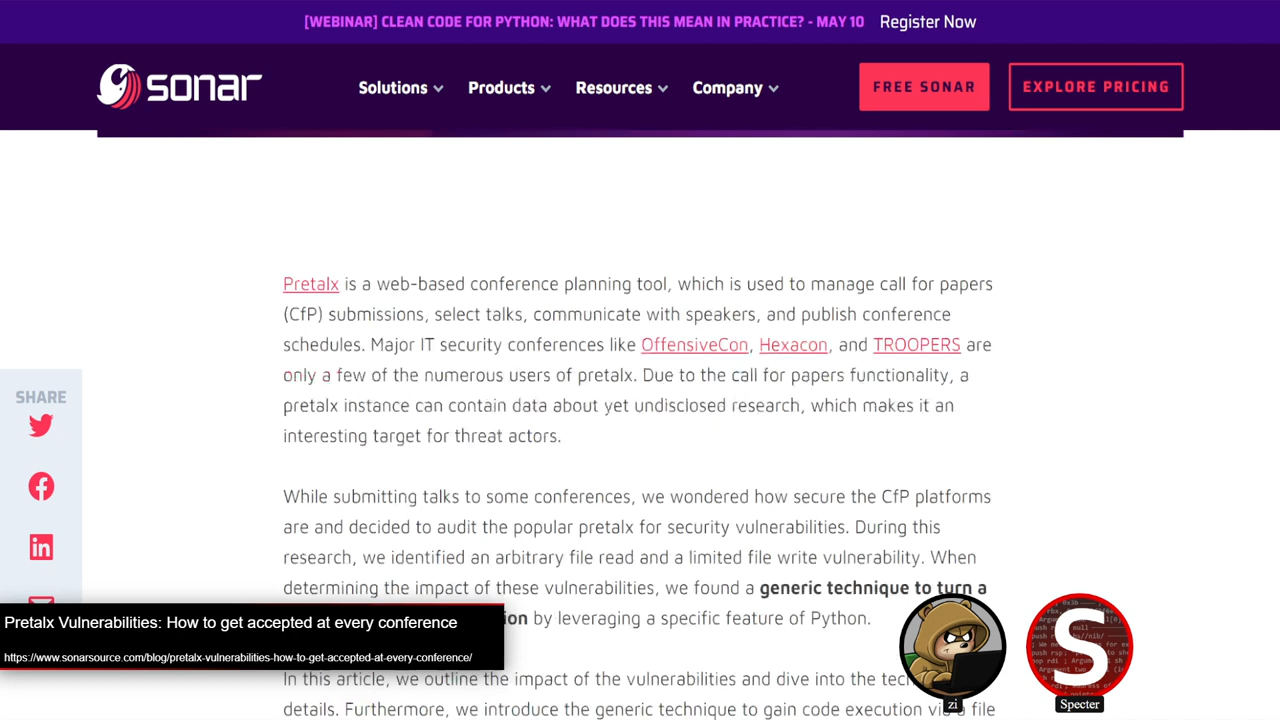 [WEBINAR] CLEAN CODE FOR PYTHON: WHAT DOES THIS MEAN IN PRACTICE? - MAY 10 Register Now
sonar Solutions Products Resources Company FREE SONAR EXPLORE PRICING
Pretalx is a web-based conference planning tool, which is used to manage call for papers
(CfP) submissions, select talks, communicate with speakers, and publish conference
schedules. Major IT security conferences like OffensiveCon, Hexacon, and TROOPERS are
only a few of the numerous users of pretalx. Due to the call for papers functionality, a
pretalx instance can contain data about yet undisclosed research, which makes it an
interesting target for threat actors.
SHARE
While submitting talks to some conferences, we wondered how secure the CfP platforms
are and decided to audit the popular pretalx for security vulnerabilities. During this
research, we identified an arbitrary file read and a limited file write vulnerability. When
determining the impact of these vulnerabilities, we found a generic technique to turn a
by leveraging a specific feature of Python.
Pretalx Vulnerabilities: How to get accepted at every conference
https://www.sonarsource.com/blog/pretalx-vulnerabilities-how-to-get-accepted-at-every-conference/
In this article, we outline the impact of the vulnerabilities and dive into the
details. Furthermore, we introduce the generic technique to gain code execution via a file
S
zi
Specter